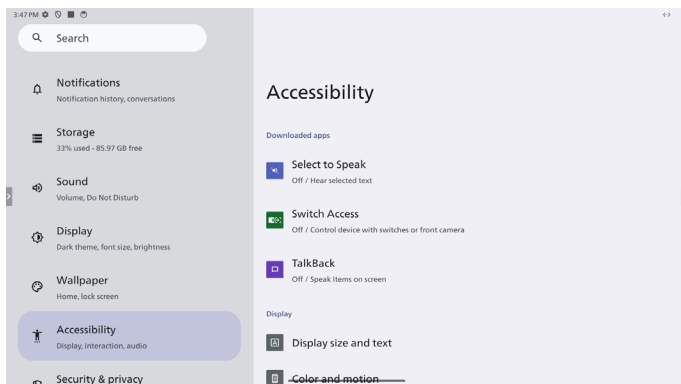 3:47 PM
Search
Notifications
Notification history, conversations
Storage
33% used - 85.97 GB free
Sound
Volume, Do Not Disturb
Display
Dark theme, font size, brightness
Wallpaper
Home, lock screen
Accessibility
Display, interaction, audio
Security & privacy
Accessibility
Downloaded apps
Select to Speak
Off / Hear selected text
Switch Access
Off / Control device with switches or front camera
TalkBack
Off / Speak items on screen
Display
Display size and text
Color and motion